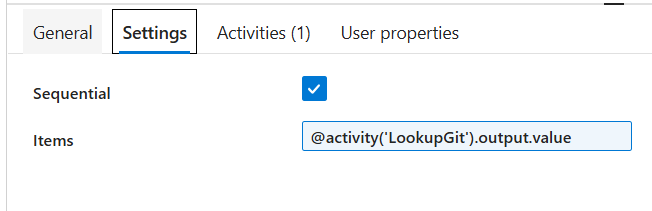 General Settings Activities (1) User properties
Sequential
Items @activity('LookupGit').output.value